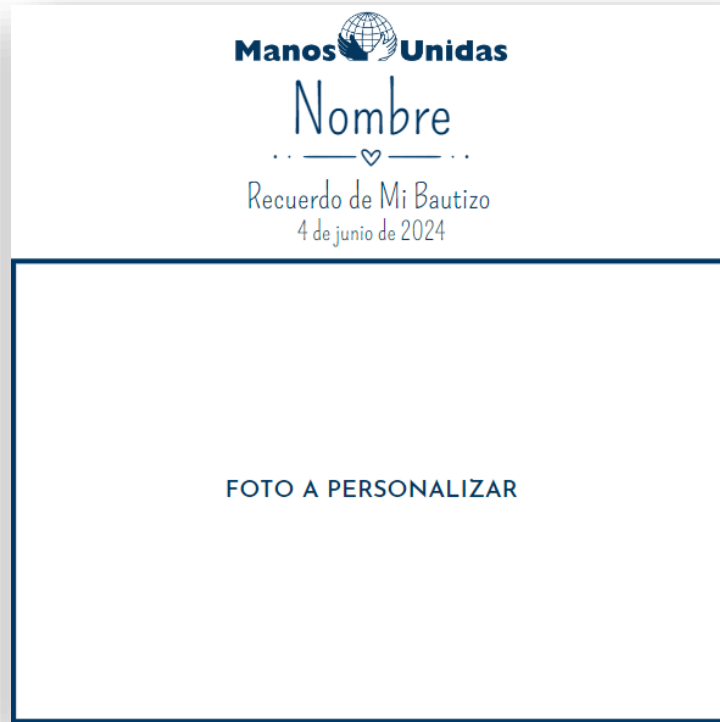 Manos Unidas
Nombre
Recuerdo de Mi Bautizo
4 de junio de 2024
FOTO A PERSONALIZAR